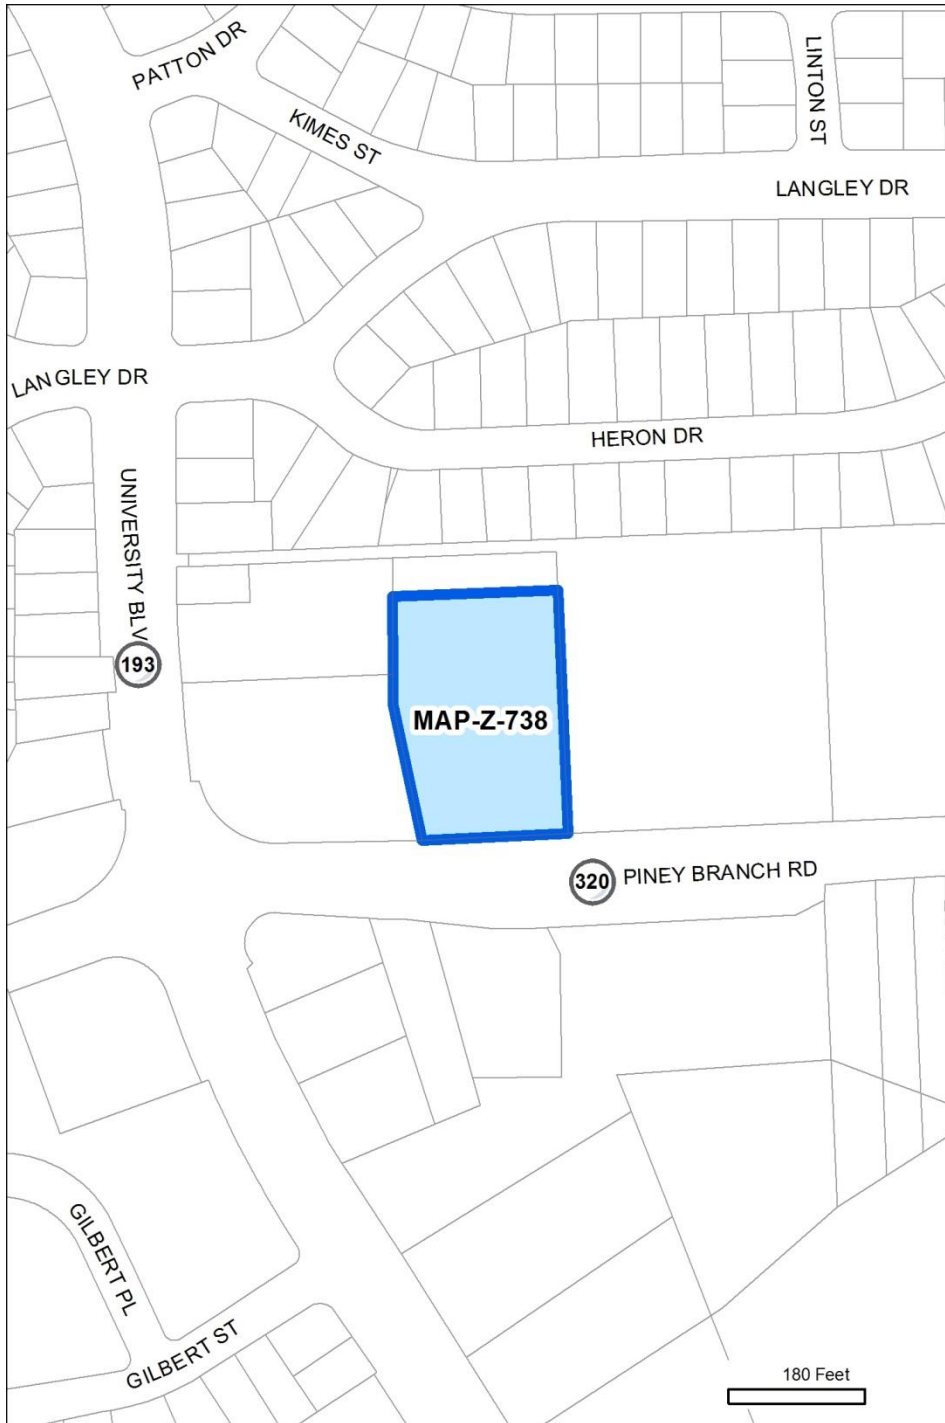 PATTON DR
LINTON ST
KIMES ST
LANGLEY DR
LANGLEY DR
HERON DR
UNIVERSITY BLV
193
MAP-Z-738
320
PINEY BRANCH RD
GILBERT PL
GILBERT ST
180 Feet